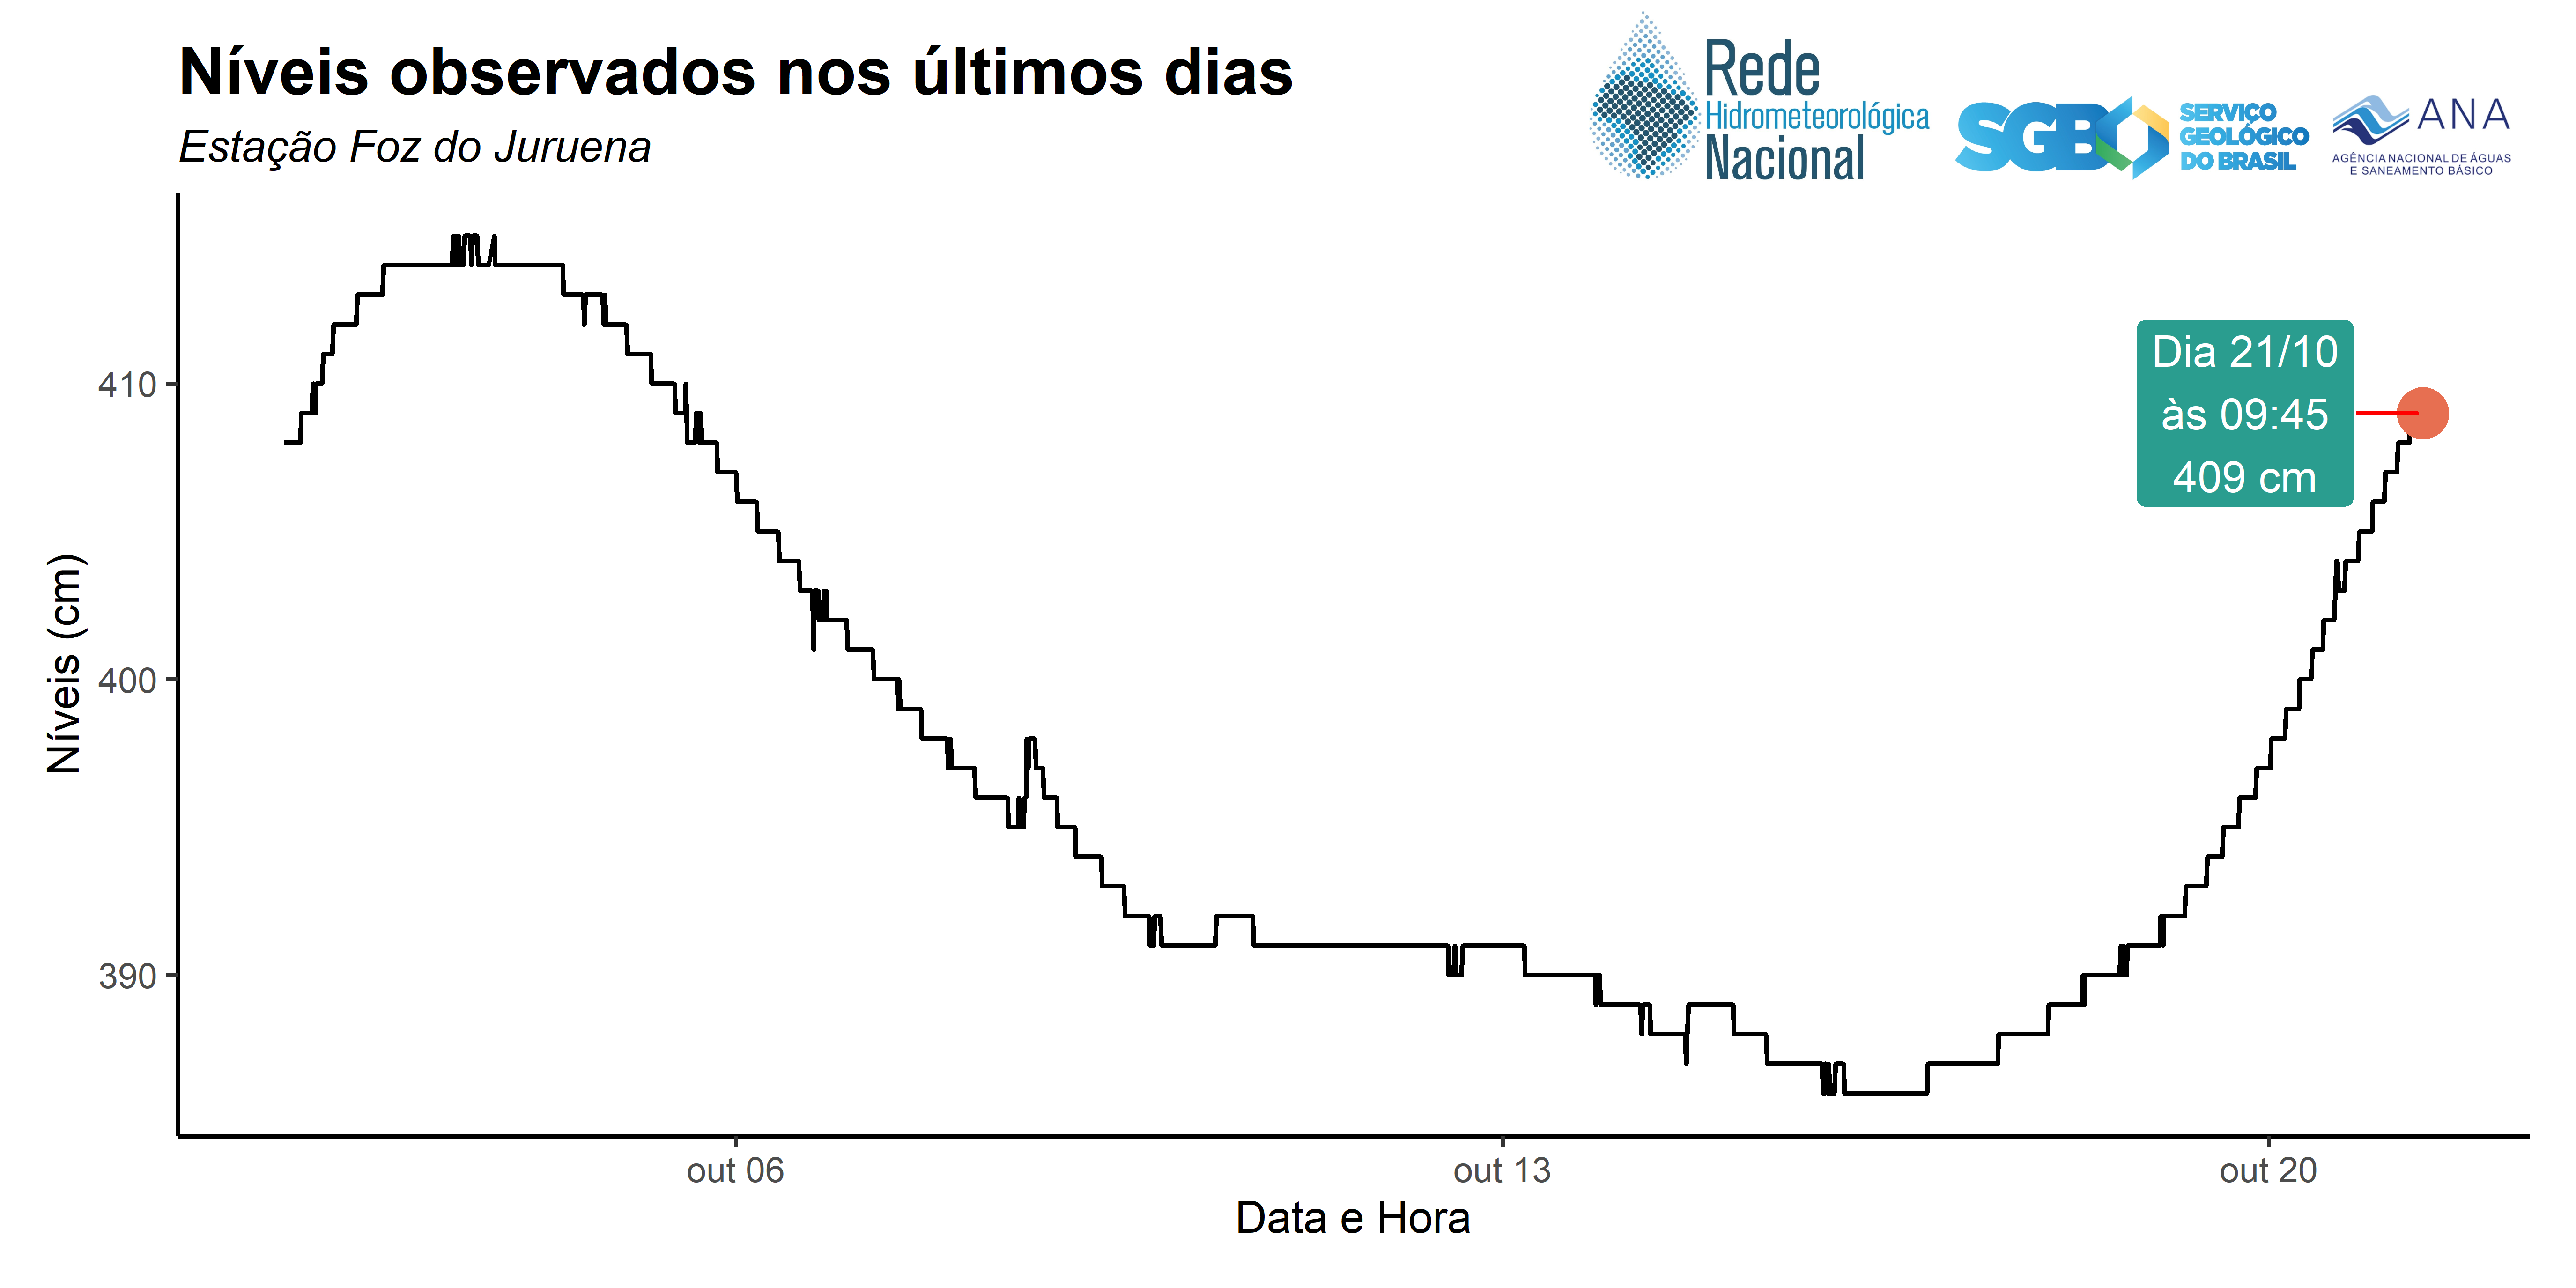 Níveis observados nos últimos dias
Estação Foz do Juruena
Rede
Hidrometeorológica
Nacional
SGB
SERVIÇO
GEOLÓGICO
DO BRASIL
ANA
AGÊNCIA NACIONAL DE ÁGUAS
E SANEAMENTO BÁSICO
Dia 21/10
às 09:45
409 cm
Níveis (cm)
410
400
390
out 06
out 13
out 20
Data e Hora